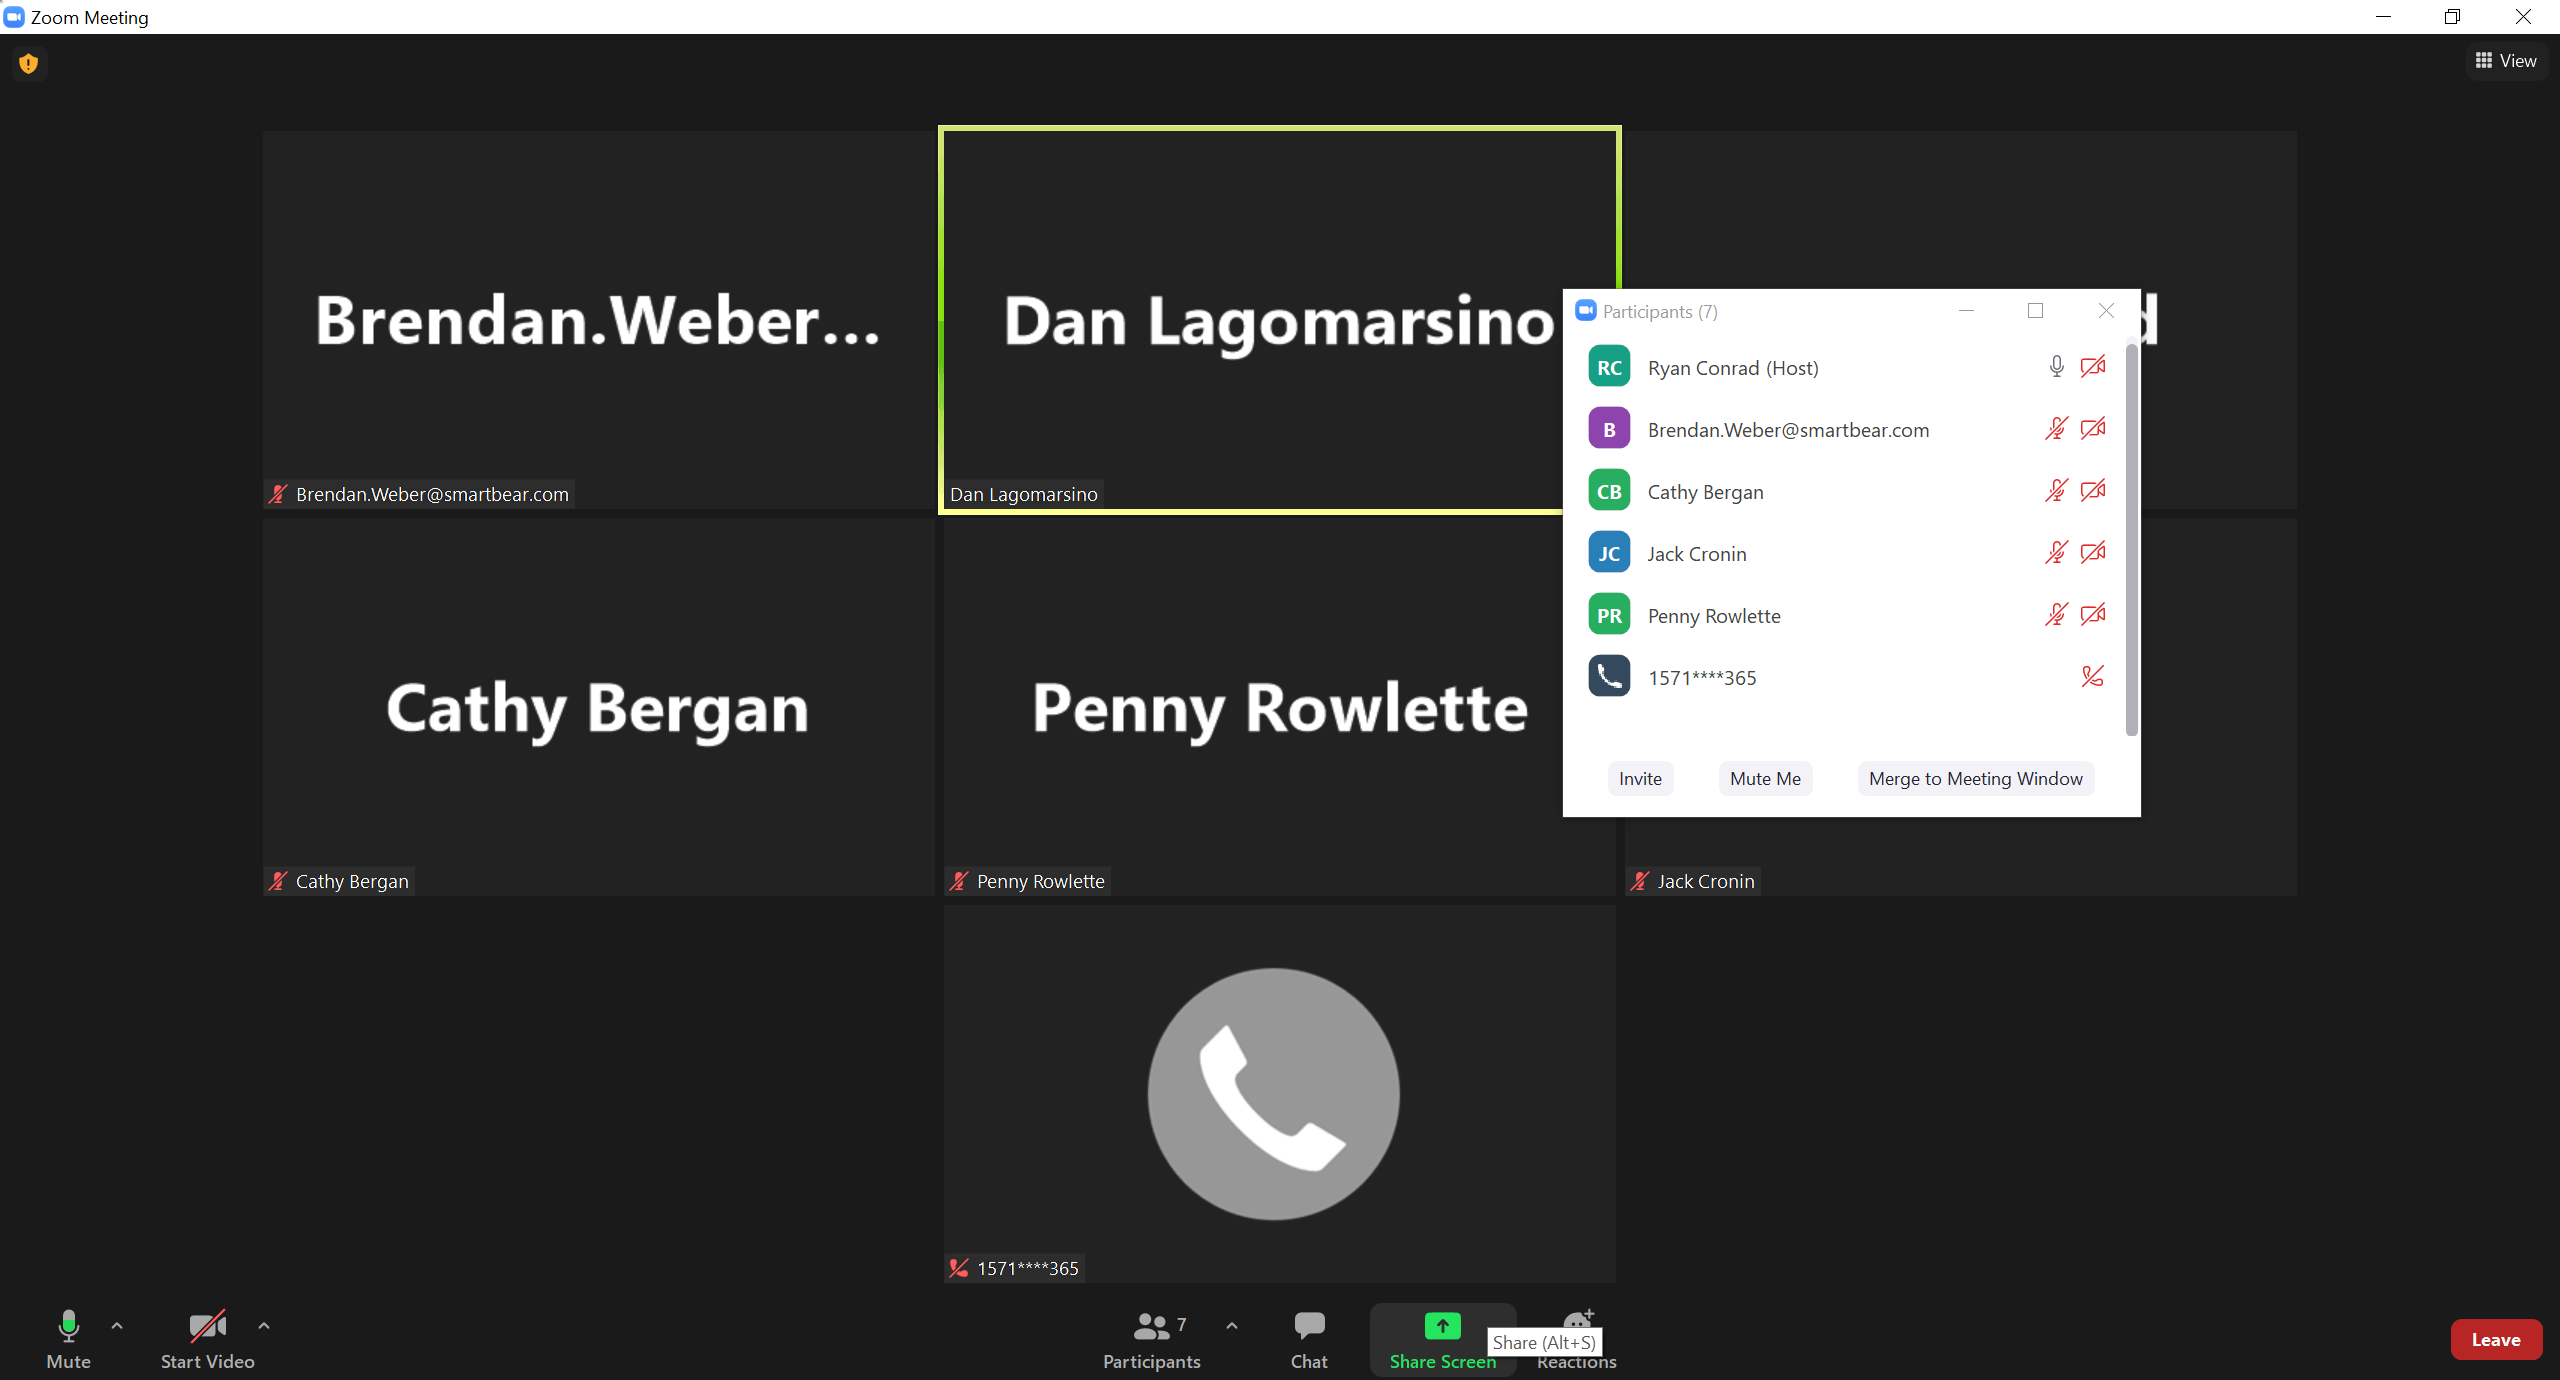 Zoom Meeting
View
Brendan.Weber...
Dan Lagomarsino
Brendan.Weber@smartbear.com
Dan Lagomarsino
Participants (7)
RC Ryan Conrad (Host)
B Brendan.Weber@smartbear.com
CB Cathy Bergan
JC Jack Cronin
PR Penny Rowlette
1571****365
Invite Mute Me Merge to Meeting Window
Cathy Bergan
Penny Rowlette
Cathy Bergan
Penny Rowlette
Jack Cronin
1571****365
Mute
Start Video
7
Participants
Chat
Share Screen
Share (Alt+S)
Reactions
Leave